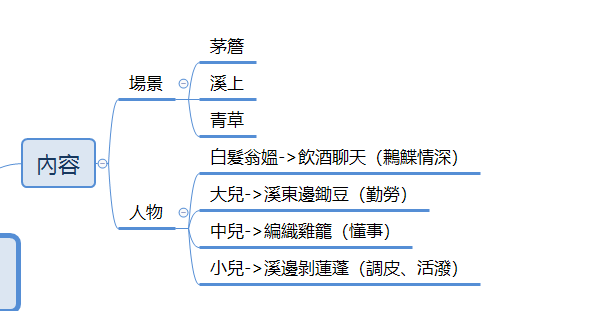 茅簷
場景
溪上
青草
內容
白髮翁媼->飲酒聊天（鶼鰈情深）
大兒->溪東邊鋤豆（勤勞）
人物
中兒->編織雞籠（懂事）
小兒->溪邊剝蓮蓬（調皮、活潑）